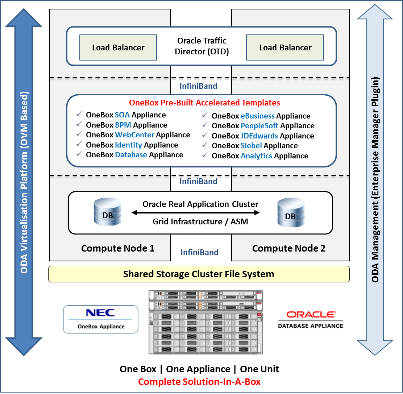 ODA Virtualisation Platform (OVM Based)
Load Balancer
Oracle Traffic
Director (OTD)
Load Balancer
InfiniBand
OneBox Pre-Built Accelerated Templates
✓ OneBox SOA Appliance
✓ OneBox BPM Appliance
✓ OneBox WebCenter Appliance
✓ OneBox Identity Appliance
✓ OneBox Database Appliance
✓ OneBox eBusiness Appliance
✓ OneBox PeopleSoft Appliance
✓ OneBox JDEdwards Appliance
✓ OneBox Siebel Appliance
✓ OneBox Analytics Appliance
InfiniBand
Oracle Real Application Cluster
DB
DB
Grid Infrastructure / ASM
Compute Node 1
InfiniBand
Compute Node 2
Shared Storage Cluster File System
NEC
OneBox Appliance
ORACLE
DATABASE APPLIANCE
One Box | One Appliance | One Unit
Complete Solution-In-A-Box
ODA Management (Enterprise Manager Plugin)